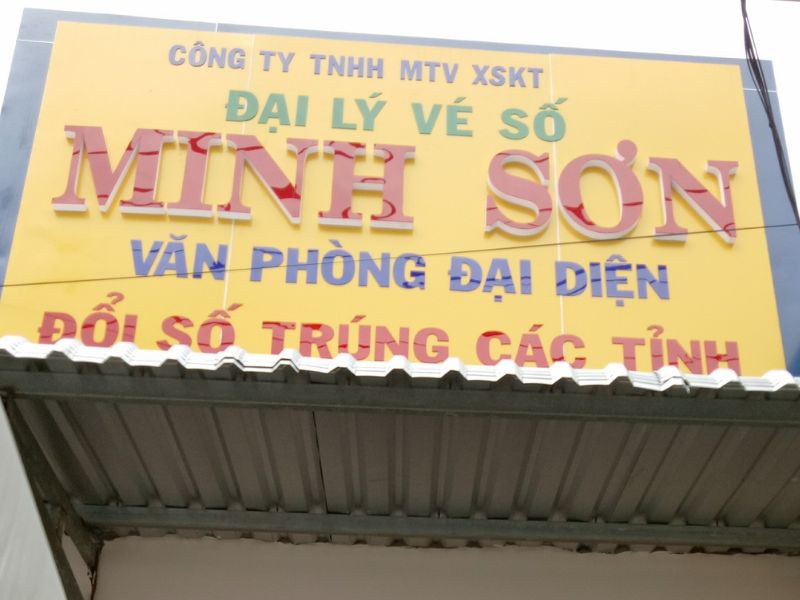 CÔNG TY TNHH MTV XSKT
ĐẠI LÝ VÉ SỐ
MINH SƠN
VĂN PHÒNG ĐẠI DIỆN
ĐỔI SỐ TRÚNG CÁC TỈNH